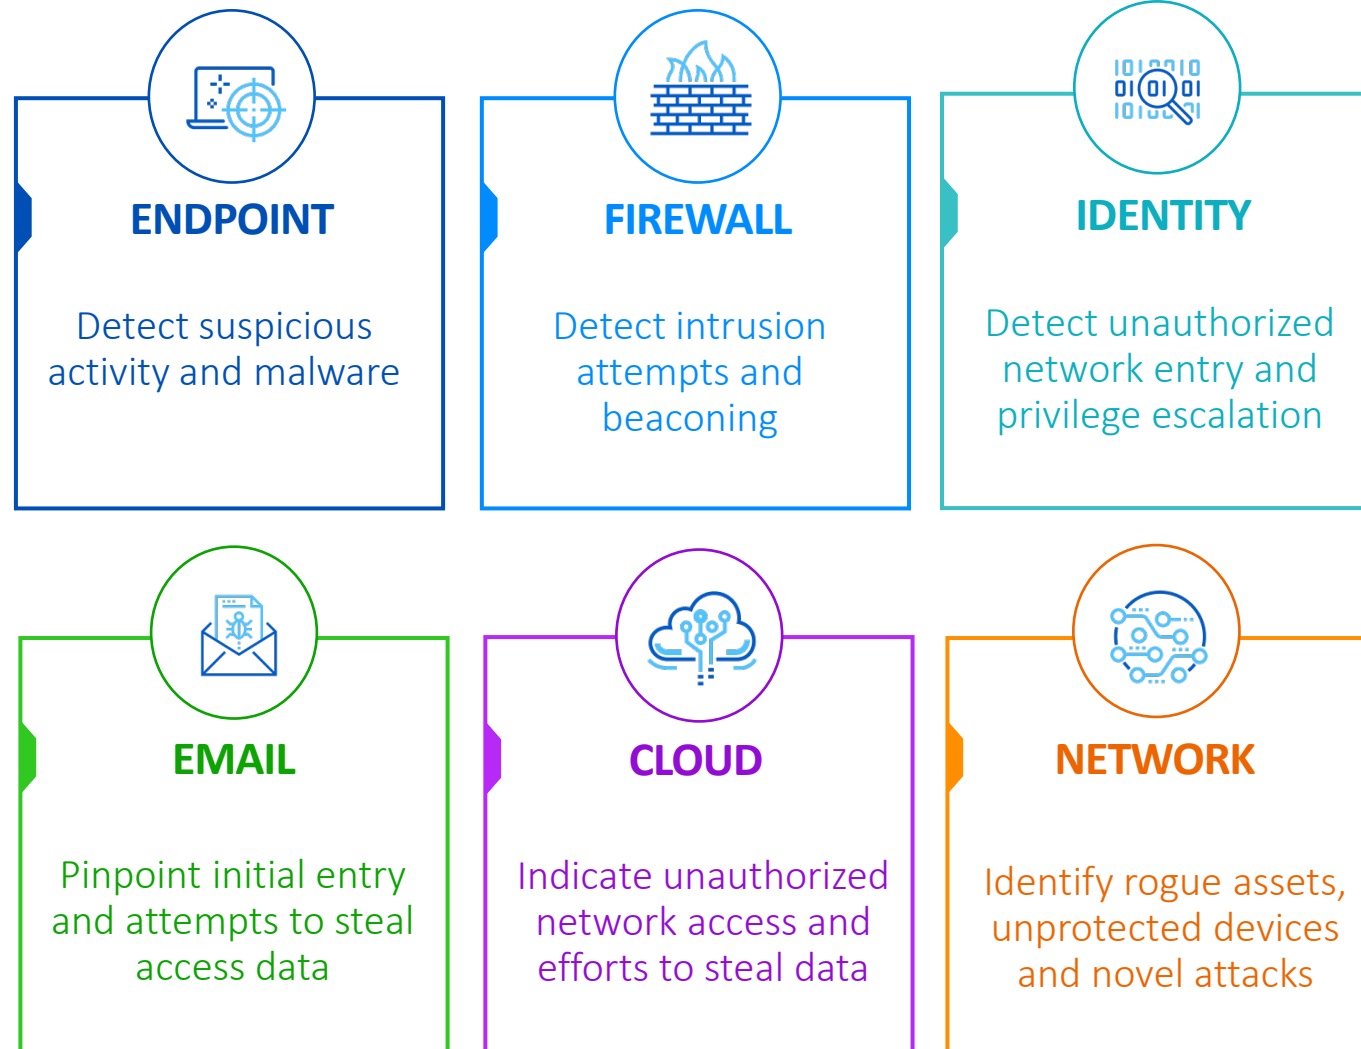 ENDPOINT
Detect suspicious
activity and malware
FIREWALL
Detect intrusion
attempts and
beaconing
IDENTITY
Detect unauthorized
network entry and
privilege escalation
EMAIL
Pinpoint initial entry
and attempts to steal
access data
CLOUD
Indicate unauthorized
network access and
efforts to steal data
NETWORK
Identify rogue assets,
unprotected devices
and novel attacks